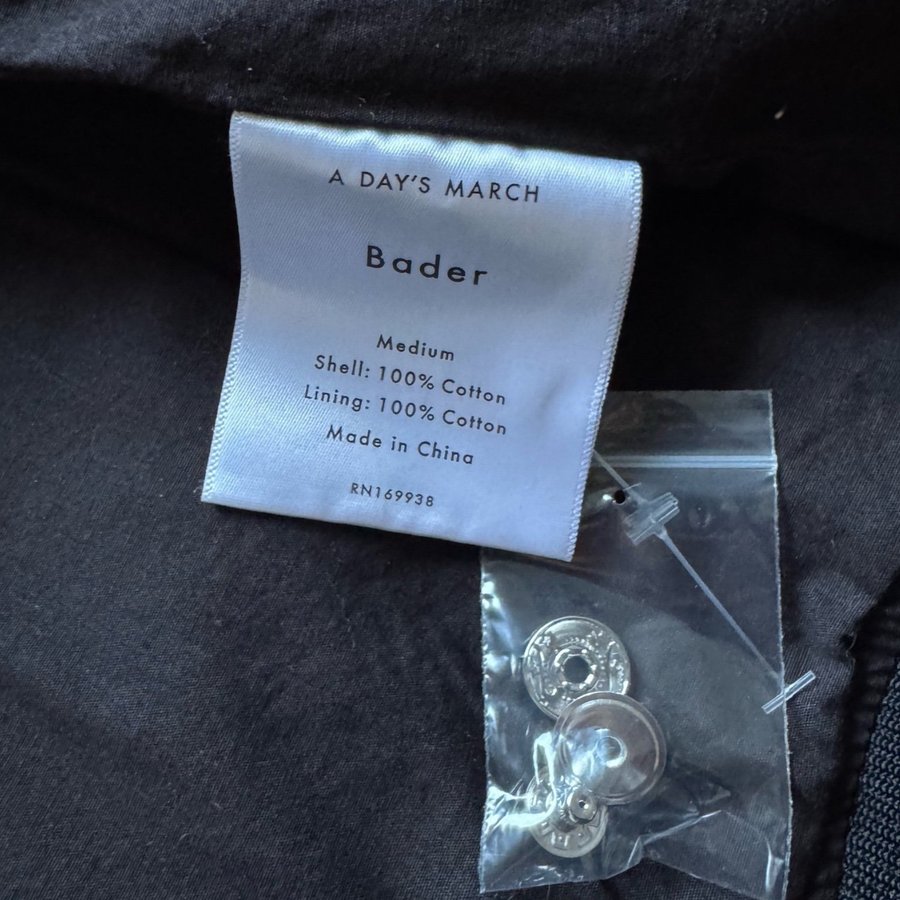 A DAY'S MARCH
Bader
Medium
Shell: 100% Cotton
Lining: 100% Cotton
Made in China
RN169938